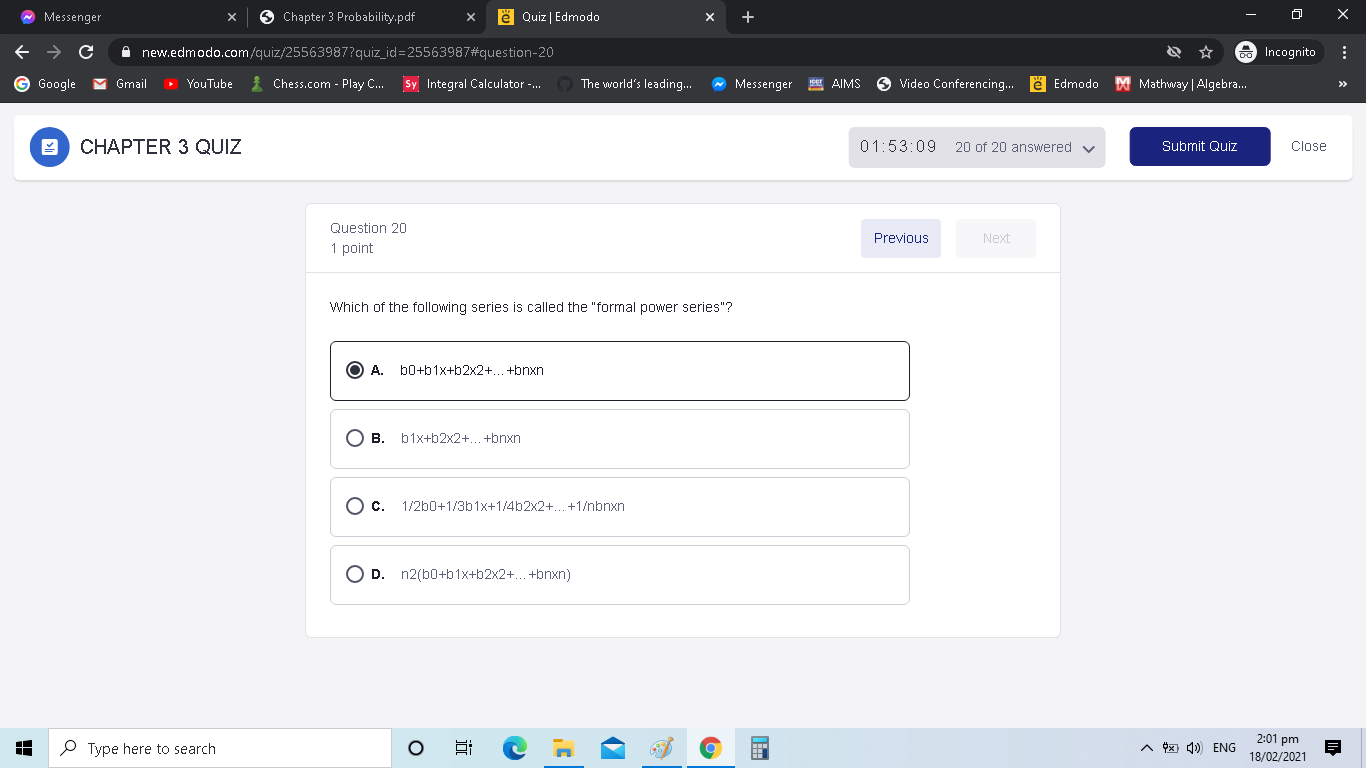 Messenger
Chapter 3 Probability.pdf
Quiz | Edmodo
new.edmodo.com/quiz/25563987?quiz_id=25563987#question-20
Incognito
Google
Gmail
YouTube
Chess.com - Play C...
Sy Integral Calculator -...
The world's leading...
Messenger
AIMS
Video Conferencing...
Edmodo
Mathway | Algebra...
»
CHAPTER 3 QUIZ
01:53:09 20 of 20 answered
Submit Quiz
Close
Question 20
1 point
Previous
Next
Which of the following series is called the "formal power series"?
A. b0+b1x+b2x2+... +bnxn
B. b1x+b2x2+... +bnxn
C. 1/2b0+1/3b1x+1/4b2x2+... +1/nbnxn
D. n2(b0+b1x+b2x2+... +bnxn)
Type here to search
ENG
2:01 pm
18/02/2021